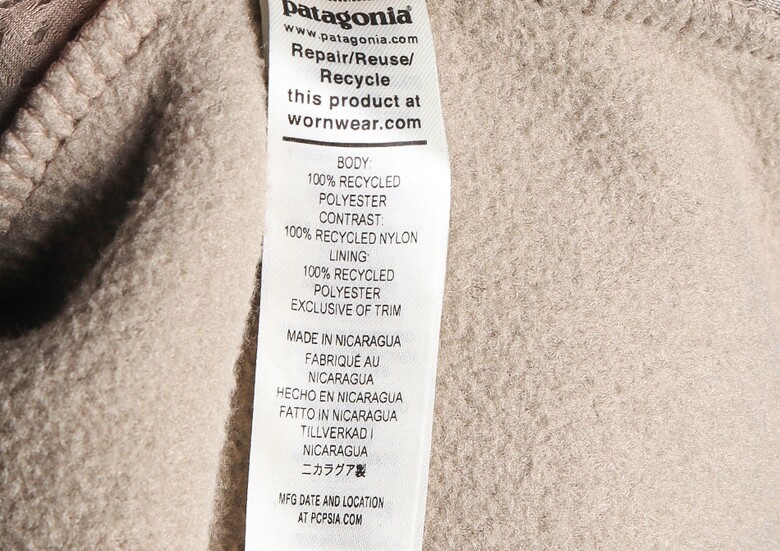 patagonia®
www.patagonia.com
Repair/Reuse/
Recycle
this product at
wornwear.com
BODY:
100% RECYCLED
POLYESTER
CONTRAST:
100% RECYCLED NYLON
LINING:
100% RECYCLED
POLYESTER
EXCLUSIVE OF TRIM
MADE IN NICARAGUA
FABRIQUÉ AU
NICARAGUA
HECHO EN NICARAGUA
FATTO IN NICARAGUA
TILLVERKAD I
NICARAGUA
ニカラグア製
MFG DATE AND LOCATION
AT PCPSIA.COM